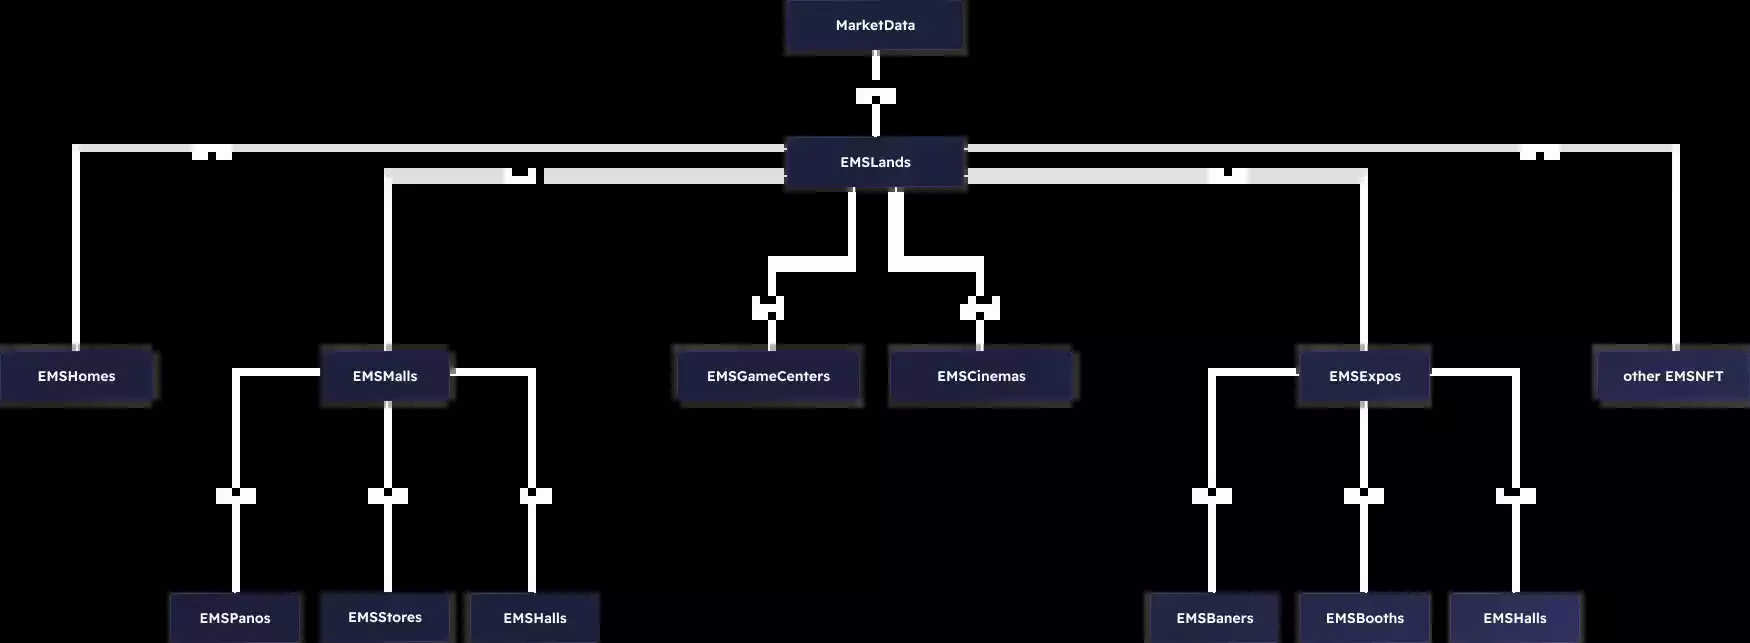 MarketData
EMSLands
EMSHomes
EMSMalls
EMSGameCenters
EMSCinemas
EMSExpos
other EMSNFT
EMSPanos
EMSStores
EMSHalls
EMSBaners
EMSBooths
EMSHalls